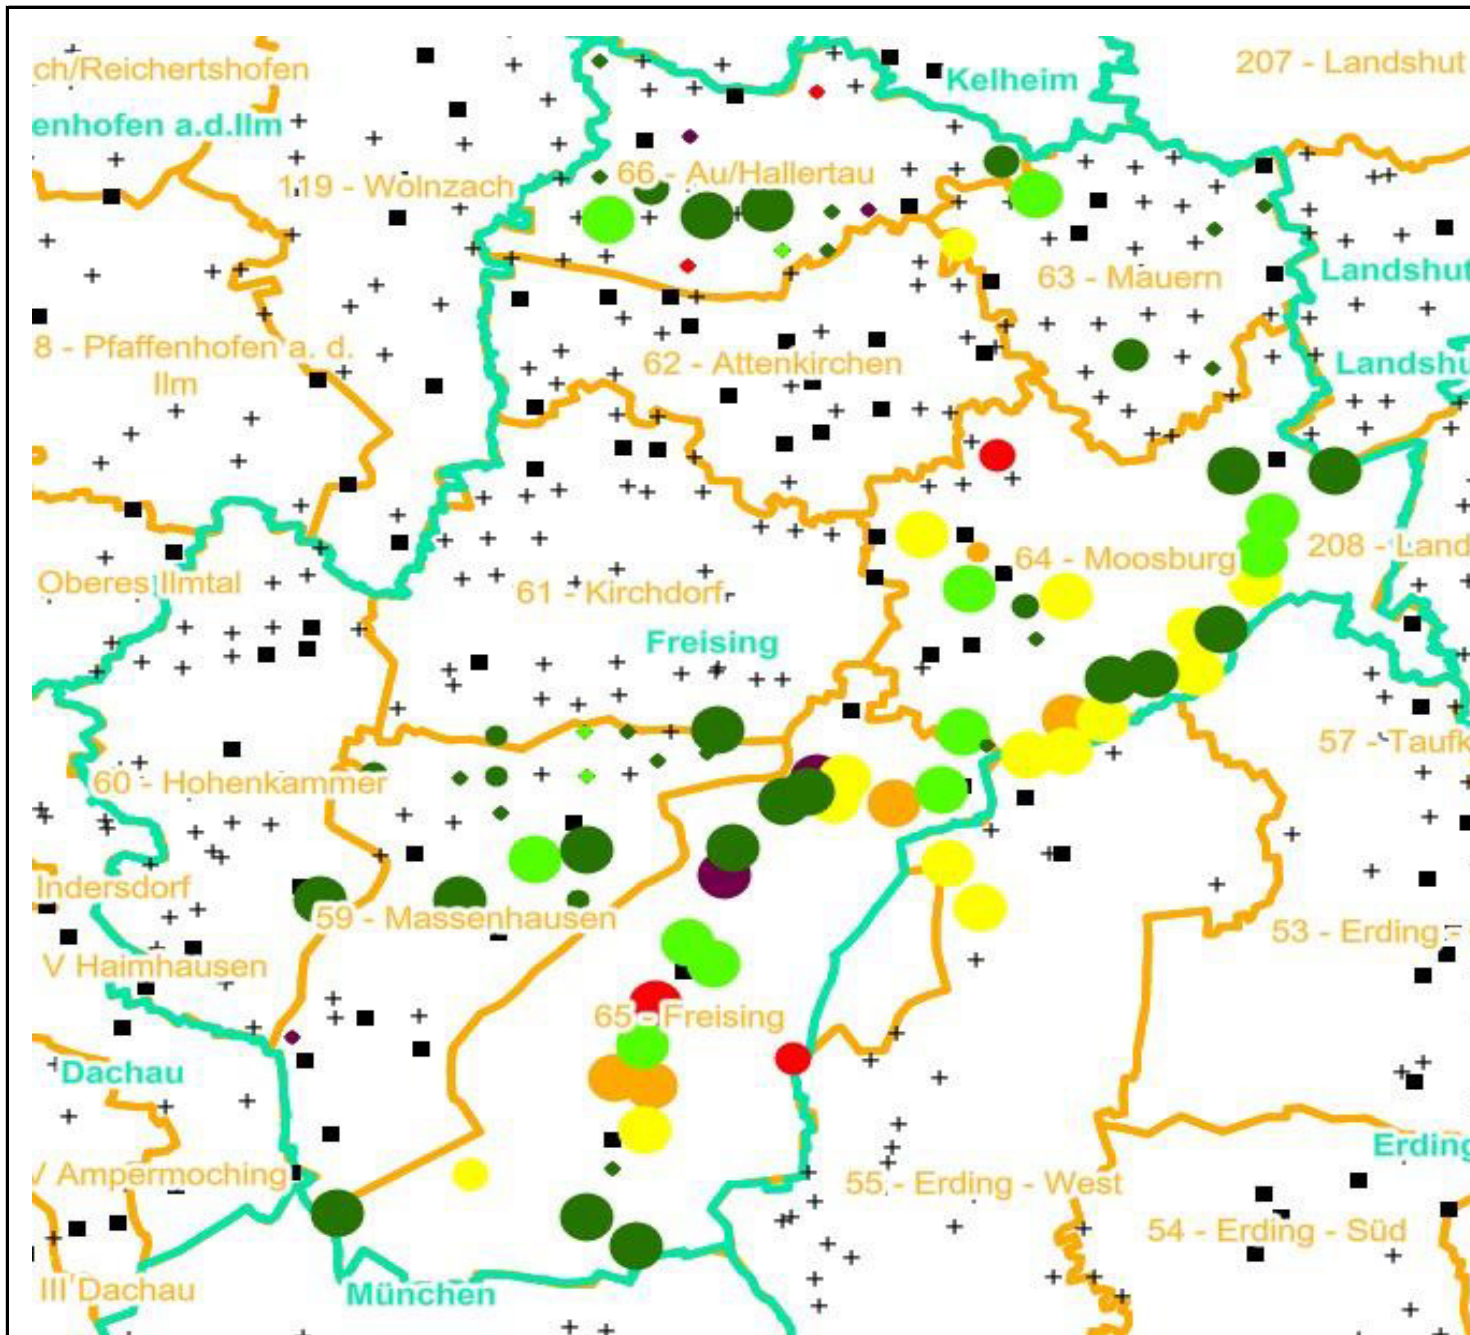 ch/Reichertshofen
Kelheim
207 - Landshut
enhofen a.d.Ilm
119 - Wolnzach
66 - Au/Hallertau
63 - Mauern
Landshut
8 - Pfaffenhofen a. d.
Ilm
62 - Attenkirchen
Landshu
Oberes Ilmtal
61 - Kirchdorf
64 - Moosburg
208 - Land
Freising
60 - Hohenkammer
57 - Taufk
Indersdorf
59 - Massenhausen
53 - Erding -
V Haimhausen
65 - Freising
Dachau
Erding
V Ampermoching
55 - Erding - West
54 - Erding - Süd
III Dachau
München